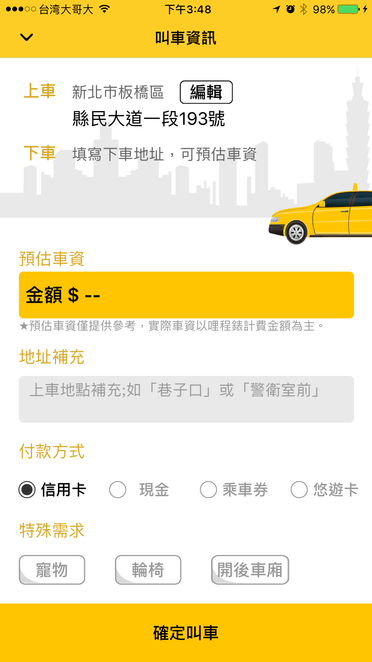 台湾大哥大 下午3:48 98%
叫車資訊
上車 新北市板橋區 編輯
縣民大道一段193號
下車 填寫下車地址，可預估車資
預估車資
金額 $ --
★預估車資僅提供參考，實際車資以哩程錶計費金額為主。
地址補充
上車地點補充;如「巷子口」或「警衛室前」
付款方式
信用卡 現金 乘車券 悠遊卡
特殊需求
寵物 輪椅 開後車廂
確定叫車